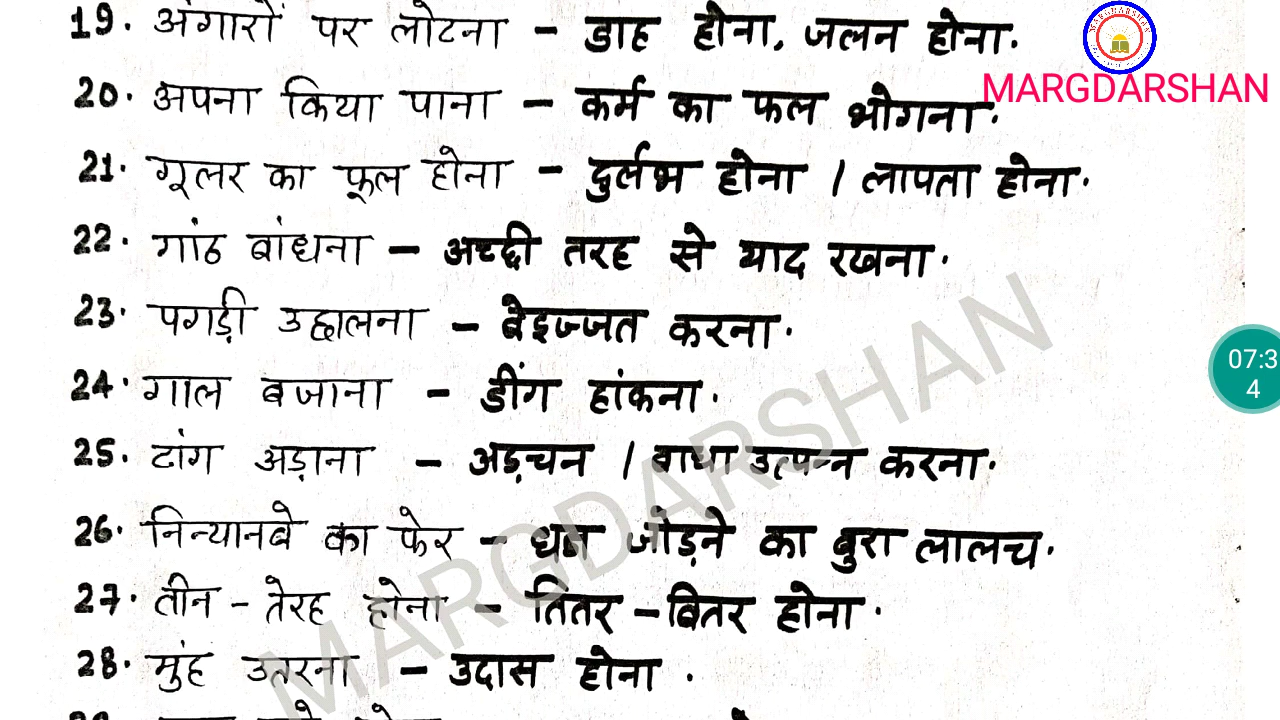 19. अंगारों पर लोटना - डाह होना, जलन होना.
MARGDARSHAN
20. अपना किया पाना - कर्म का फल भोगना.
21. गूलर का फूल होना - दुर्लभ होना / लापता होना.
22. गांठ बांधना - अच्छी तरह से याद रखना.
23. पगड़ी उछालना - बेइज्जत करना.
07:34
24. गाल बजाना - डींग हांकना.
25. टांग अड़ाना - अड़चन / बाधा उत्पन्न करना.
26. निन्यानबे का फेर - धन जोड़ने का बुरा लालच.
27. तीन - तेरह होना - तितर - बितर होना.
28. मुंह उतरना - उदास होना.
MARGDARSHAN